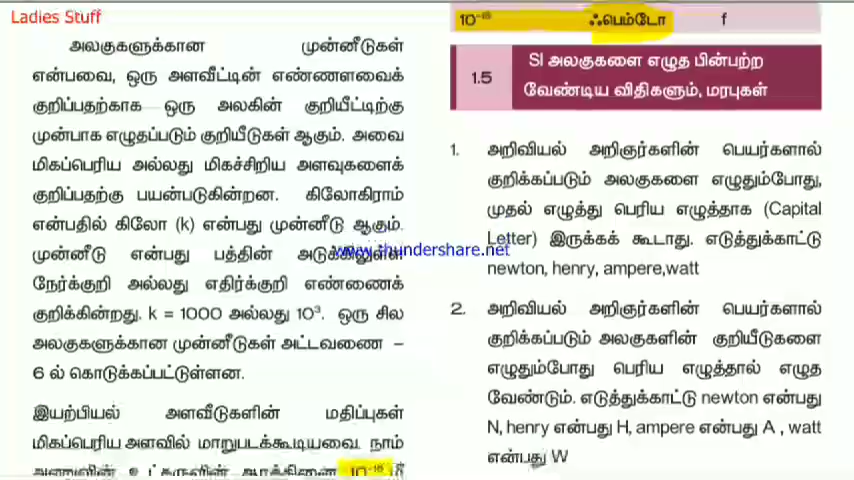 Ladies Stuff
அலகுகளுக்கான முன்னீடுகள்
என்பவை, ஒரு அளவீட்டின் எண்ணளவைக்
குறிப்பதற்காக ஒரு அலகின் குறியீட்டிற்கு
முன்பாக எழுதப்படும் குறியீடுகள் ஆகும். அவை
மிகப்பெரிய அல்லது மிகச்சிறிய அளவுகளைக்
குறிப்பதற்கு பயன்படுகின்றன. கிலோகிராம்
என்பதில் கிலோ (k) என்பது முன்னீடு ஆகும்.
முன்னீடு என்பது பத்தின் அடுக்கிலுள்ள
நேர்க்குறி அல்லது எதிர்க்குறி எண்ணைக்
குறிக்கின்றது. k = 1000 அல்லது 10³. ஒரு சில
அலகுகளுக்கான முன்னீடுகள் அட்டவணை –
6 ல் கொடுக்கப்பட்டுள்ளன.
இயற்பியல் அளவீடுகளின் மதிப்புகள்
மிகப்பெரிய அளவில் மாறுபடக்கூடியவை. நாம்
www.thundershare.net
ஃபெம்டோ f
1.5 SI அலகுகளை எழுத பின்பற்ற
வேண்டிய விதிகளும், மரபுகள்
1. அறிவியல் அறிஞர்களின் பெயர்களால்
குறிக்கப்படும் அலகுகளை எழுதும்போது,
முதல் எழுத்து பெரிய எழுத்தாக (Capital
Letter) இருக்கக் கூடாது. எடுத்துக்காட்டு
newton, henry, ampere,watt
2. அறிவியல் அறிஞர்களின் பெயர்களால்
குறிக்கப்படும் அலகுகளின் குறியீடுகளை
எழுதும்போது பெரிய எழுத்தால் எழுத
வேண்டும். எடுத்துக்காட்டு newton என்பது
N, henry என்பது H, ampere என்பது A , watt
என்பது W